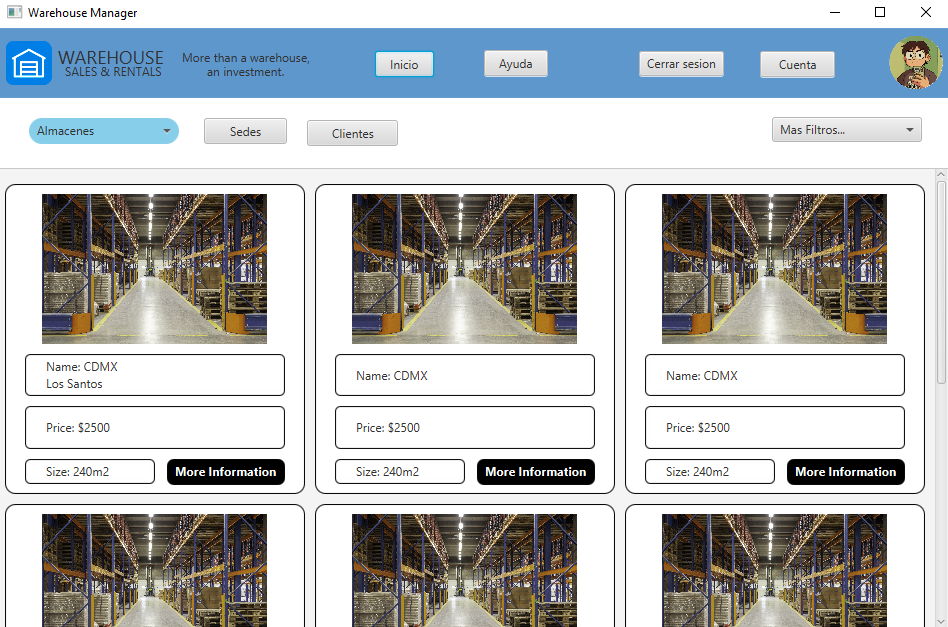 Warehouse Manager
WAREHOUSE
SALES & RENTALS
More than a warehouse,
an investment.
Inicio
Ayuda
Cerrar sesion
Cuenta
Almacenes
Sedes
Clientes
Mas Filtros...
Name: CDMX
Los Santos
Price: $2500
Size: 240m2
More Information
Name: CDMX
Price: $2500
Size: 240m2
More Information
Name: CDMX
Price: $2500
Size: 240m2
More Information